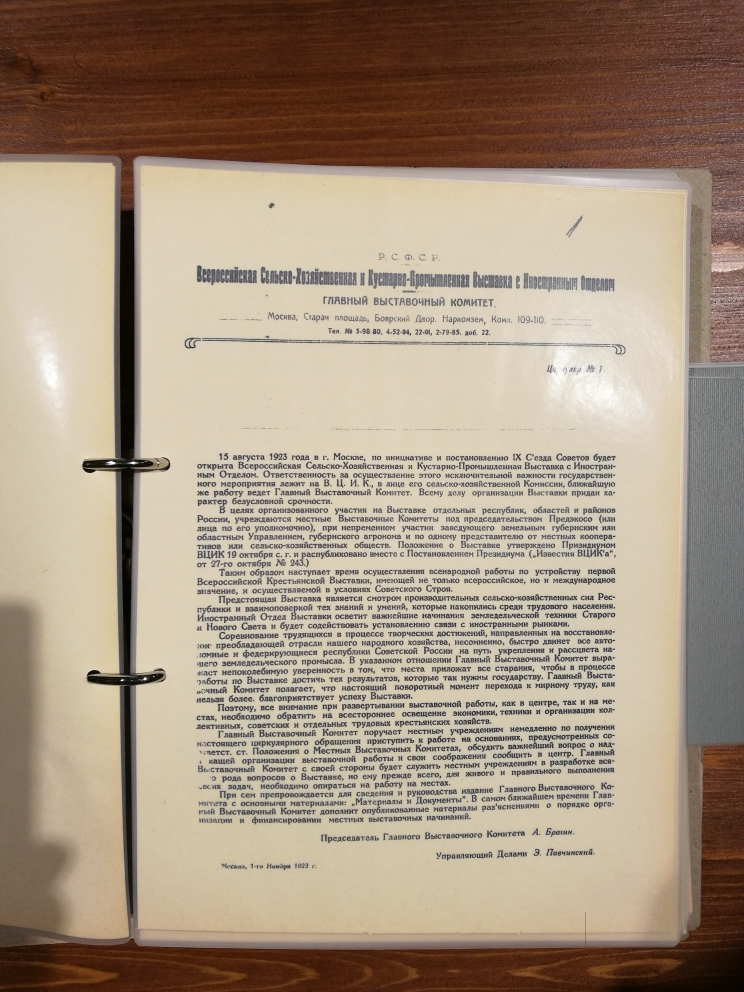 Р. С. Ф. С. Р.
Всероссийская Сельско-Хозяйственная и Кустарно-Промышленная Выставка с Иностранным Отделом
ГЛАВНЫЙ ВЫСТАВОЧНЫЙ КОМИТЕТ.
Москва, Старая площадь, Боярский Двор. Наркомзем, Комн. 109-110.
Тел. № 3-98-80, 4-52-84, 22-01, 2-79-85. доб. 22.
Циркуляр № 1
15 августа 1923 года в г. Москве, по инициативе и постановлению IX С'езда Советов будет
открыта Всероссийская Сельско-Хозяйственная и Кустарно-Промышленная Выставка с Иностран-
ным Отделом. Ответственность за осуществление этого исключительной важности государствен-
ного мероприятия лежит на В. Ц. И. К., в лице его сельско-хозяйственной Комиссии, ближайшую
же работу ведет Главный Выставочный Комитет. Всему делу организации Выставки придан ха-
рактер безусловной срочности.
В целях организованного участия на Выставке отдельных республик, областей и районов
России, учреждаются местные Выставочные Комитеты под председательством Предэкосо (или
лица по его уполномочию), при непременном участии заведующего земельным губернским или
областным Управлением, губернского агронома и по одному представителю от местных коопера-
тивов или сельско-хозяйственных обществ. Положение о Выставке утверждено Призидиумом
ВЦИК 19 октября с. г. и распубликовано вместе с Постановлением Президиума („Известия ВЦИК'а",
от 27-го октября № 243.)
Таким образом наступает время осуществления всенародной работы по устройству первой
Всероссийской Крестьянской Выставки, имеющей не только всероссийское, но и международное
значение, и осуществляемой в условиях Советского Строя.
Предстоящая Выставка является смотром производительных сельско-хозяйственных сил Рес-
публики и взаимопроверкой тех знаний и умений, которые накопились среди трудового населения.
Иностранный Отдел Выставки осветит важнейшие начинания земледельческой техники Старого
и Нового Света и будет содействовать установлению связи с иностранными рынками.
Соревнование трудящихся в процессе творческих достижений, направленных на восстановле-
ние преобладающей отрасли нашего народного хозяйства, несомненно, быстро двинет все авто-
номные и федерирующиеся республики Советской России на путь укрепления и рассцвета на-
шего земледельческого промысла. В указанном отношении Главный Выставочный Комитет выра-
жает непоколебимую уверенность в том, что места приложат все старания, чтобы в процессе
работы по Выставке достичь тех результатов, которые так нужны государству. Главный Выста-
вочный Комитет полагает, что настоящий поворотный момент перехода к мирному труду, как
нельзя более, благоприятствует успеху Выставки.
Поэтому, все внимание при развертывании выставочной работы, как в центре, так и на ме-
стах, необходимо обратить на всестороннее освещение экономики, техники и организации кол-
лективных, советских и отдельных трудовых крестьянских хозяйств.
Главный Выставочный Комитет поручает местным учреждениям немедленно по получении
настоящего циркулярного обращения приступить к работе на основаниях, предусмотренных со-
ответст. ст. Положения о Местных Выставочных Комитетах, обсудить важнейший вопрос о над-
лежащей организации выставочной работы и свои соображения сообщить в центр. Главный
Выставочный Комитет с своей стороны будет служить местным учреждениям в разработке вся-
кого рода вопросов о Выставке, но ему прежде всего, для живого и правильного выполнения
своих задач, необходимо опираться на работу на местах.
При сем препровождается для сведения и руководства издание Главного Выставочного Ко-
митета с основными материалами: „Материалы и Документы". В самом ближайшем времени Глав-
ный Выставочный Комитет дополнит опубликованные материалы раз'яснениями о порядке орга-
низации и финансировании местных выставочных начинаний.
Председатель Главного Выставочного Комитета А. Брагин.
Управляющий Делами Э. Павчинский.
Москва, 1-го Ноября 1922 г.